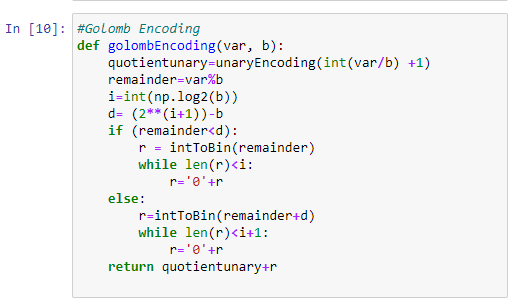 In [10]: #Golomb Encoding
def golombEncoding(var, b):
    quotientunary=unaryEncoding(int(var/b) +1)
    remainder=var%b
    i=int(np.log2(b))
    d= (2**(i+1))-b
    if (remainder<d):
        r = intToBin(remainder)
        while len(r)<i:
            r='0'+r
    else:
        r=intToBin(remainder+d)
        while len(r)<i+1:
            r='0'+r
    return quotientunary+r